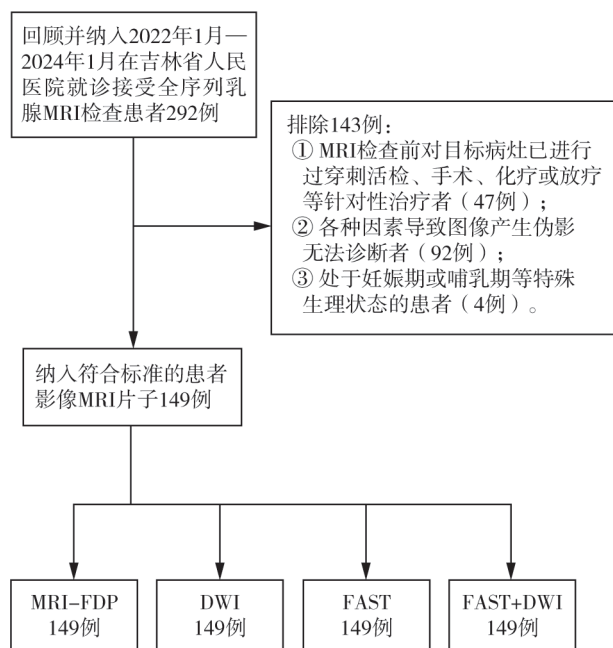 回顾并纳入2022年1月—
2024年1月在吉林省人民
医院就诊接受全序列乳
腺MRI检查患者292例
排除143例：
① MRI检查前对目标病灶已进行
过穿刺活检、手术、化疗或放疗
等针对性治疗者（47例）；
② 各种因素导致图像产生伪影
无法诊断者（92例）；
③ 处于妊娠期或哺乳期等特殊
生理状态的患者（4例）。
纳入符合标准的患者
影像MRI片子149例
MRI-FDP
149例
DWI
149例
FAST
149例
FAST+DWI
149例